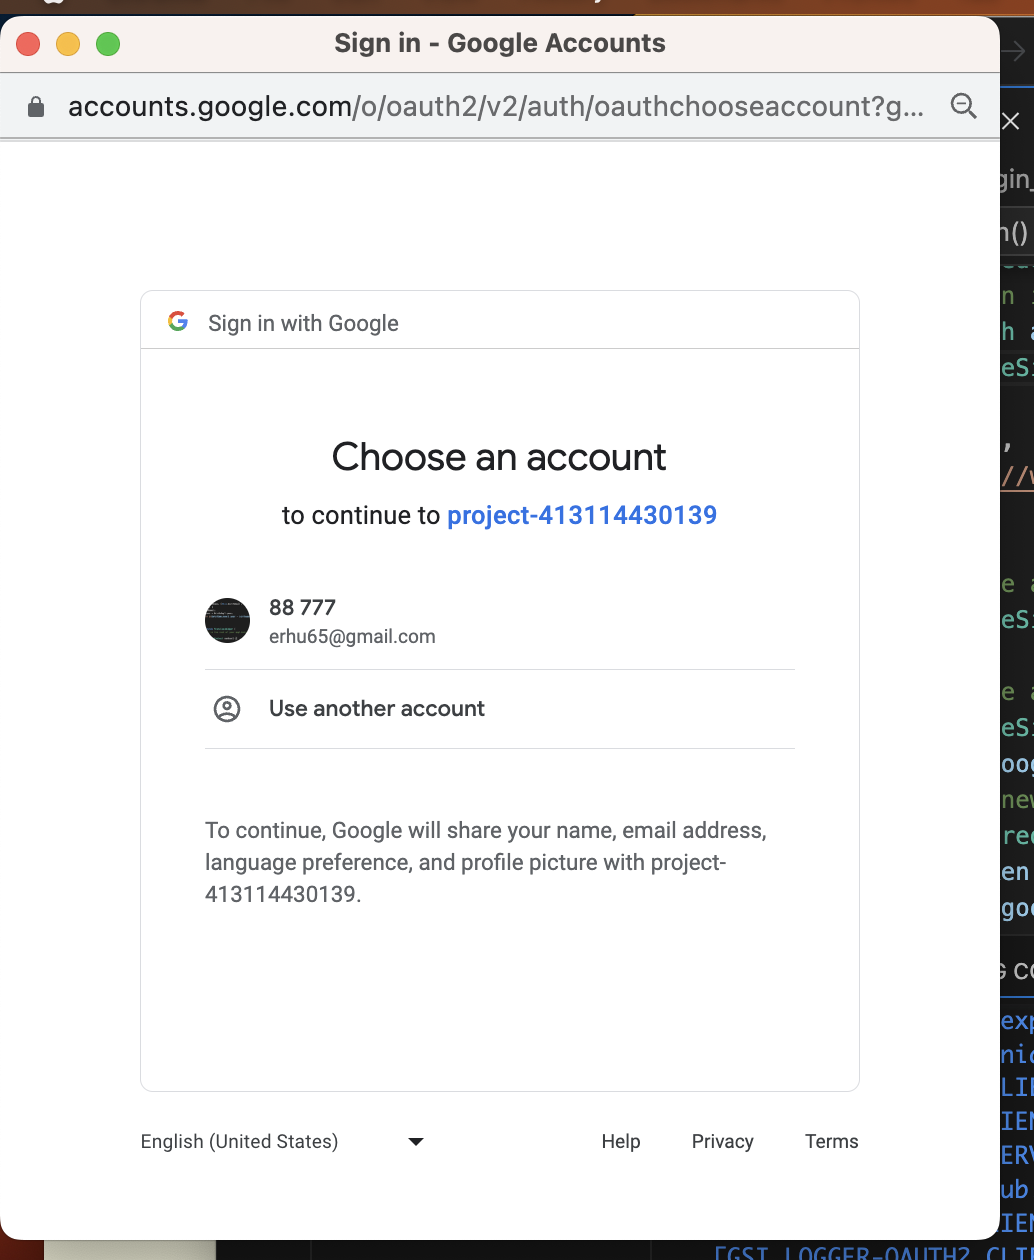 Sign in - Google Accounts
accounts.google.com/o/oauth2/v2/auth/oauthchooseaccount?g...
Sign in with Google
Choose an account
to continue to project-413114430139
88 777
erhu65@gmail.com
Use another account
To continue, Google will share your name, email address,
language preference, and profile picture with project-
413114430139.
English (United States)
Help Privacy Terms
[GSI_LOGGER-OAUTH2_CLI